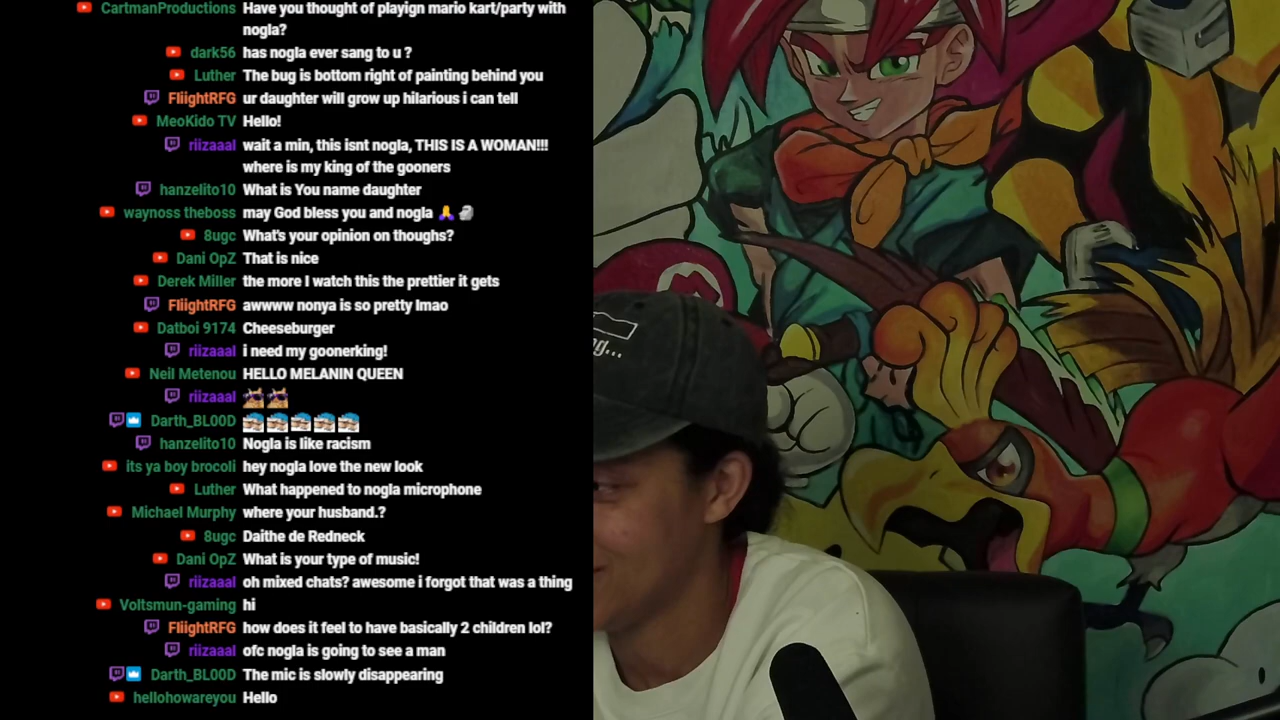 CartmanProductions Have you thought of playign mario kart/party with
nogla?
dark56 has nogla ever sang to u ?
Luther The bug is bottom right of painting behind you
FliightRFG ur daughter will grow up hilarious i can tell
MeoKido TV Hello!
riizaaal wait a min, this isnt nogla, THIS IS A WOMAN!!!
where is my king of the gooners
hanzelito10 What is You name daughter
waynoss theboss may God bless you and nogla 🙏 🗿
8ugc What's your opinion on thoughs?
Dani OpZ That is nice
Derek Miller the more I watch this the prettier it gets
FliightRFG awwww nonya is so pretty lmao
Datboi 9174 Cheeseburger
riizaaal i need my goonerking!
Neil Metenou HELLO MELANIN QUEEN
riizaaal
Darth_BL00D
hanzelito10 Nogla is like racism
its ya boy brocoli hey nogla love the new look
Luther What happened to nogla microphone
Michael Murphy where your husband.?
8ugc Daithe de Redneck
Dani OpZ What is your type of music!
riizaaal oh mixed chats? awesome i forgot that was a thing
Voltsmun-gaming hi
FliightRFG how does it feel to have basically 2 children lol?
riizaaal ofc nogla is going to see a man
Darth_BL00D The mic is slowly disappearing
hellohowareyou Hello